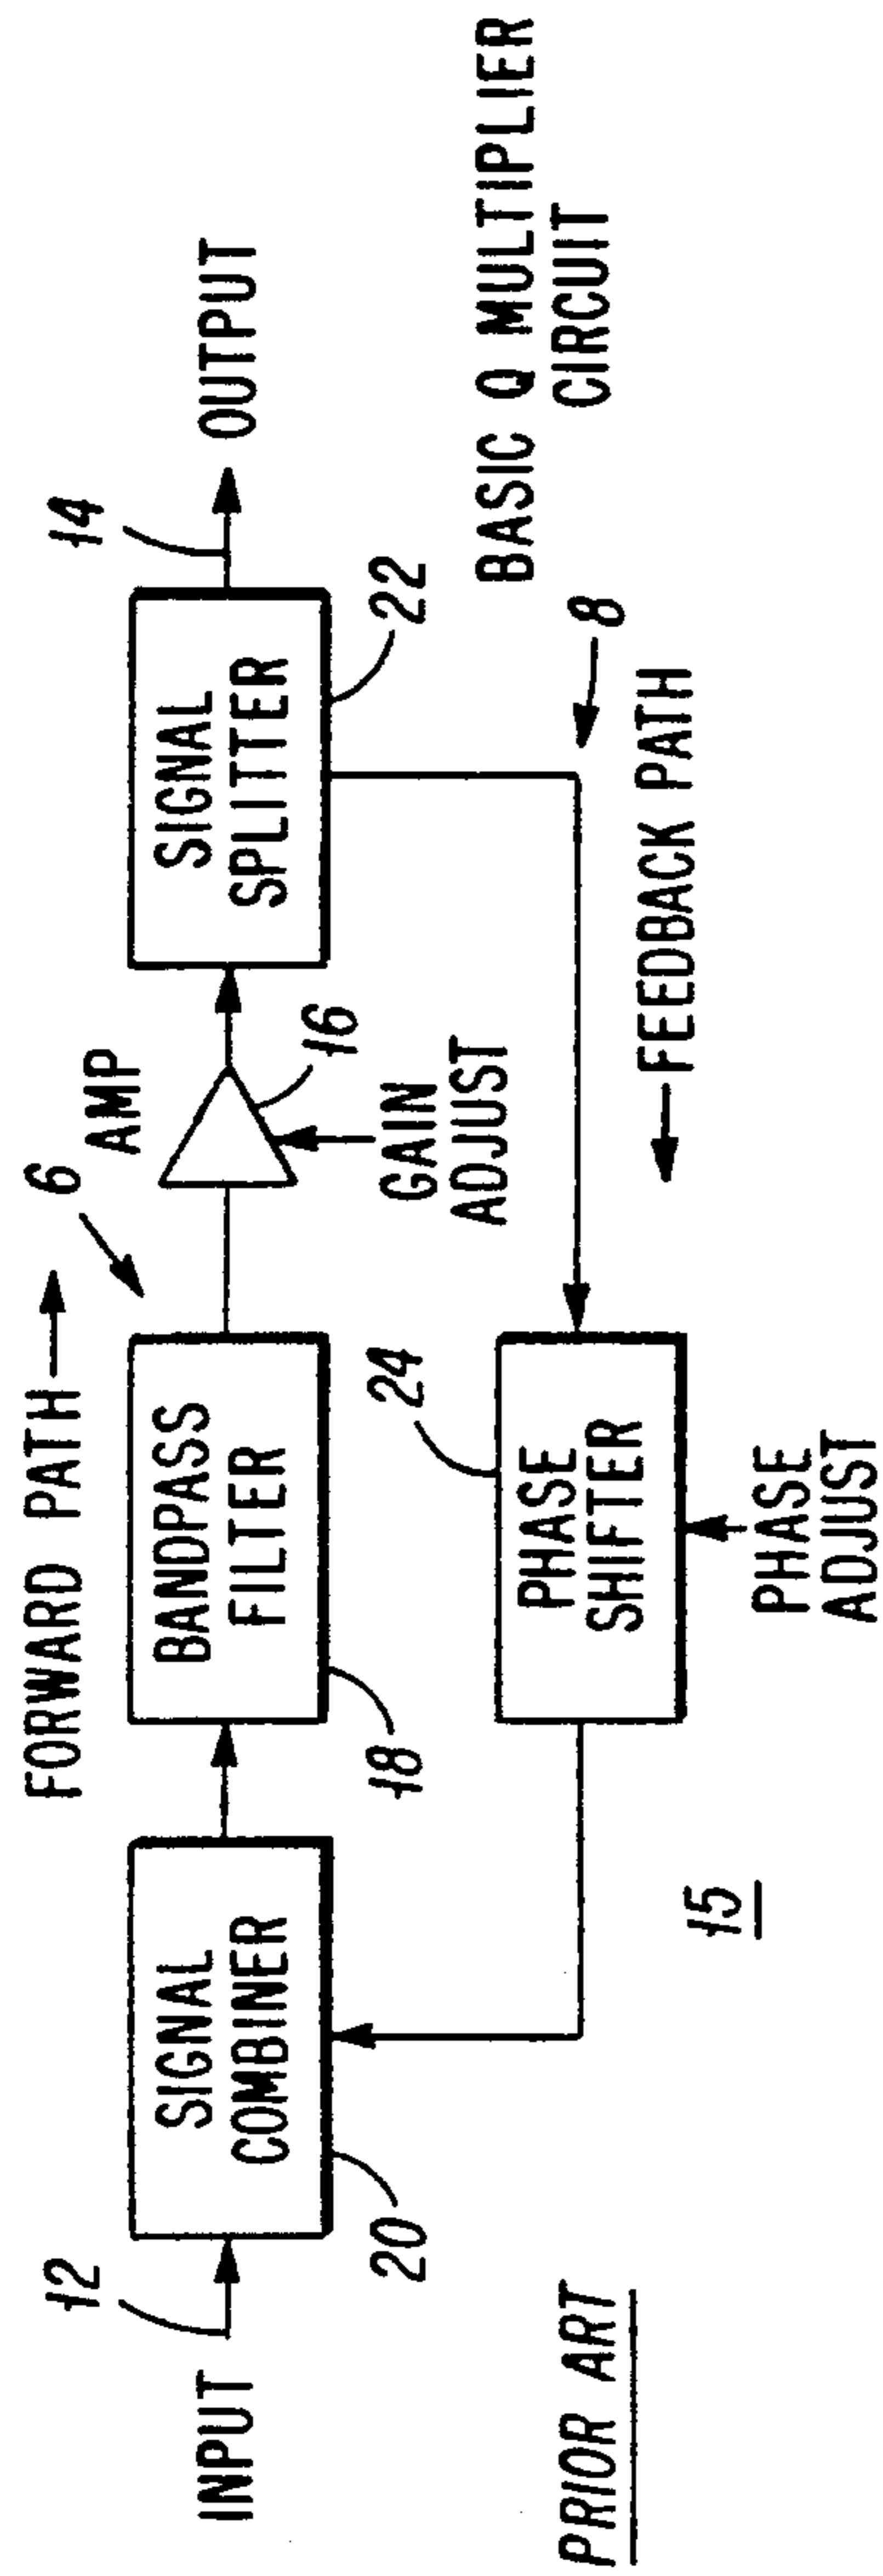 FORWARD PATH
6
AMP
12
14
INPUT
SIGNAL
COMBINER
BANDPASS
FILTER
SIGNAL
SPLITTER
OUTPUT
20
18
16
22
GAIN
ADJUST
24
8
BASIC Q MULTIPLIER
CIRCUIT
PHASE
SHIFTER
FEEDBACK PATH
PHASE
ADJUST
15
PRIOR ART